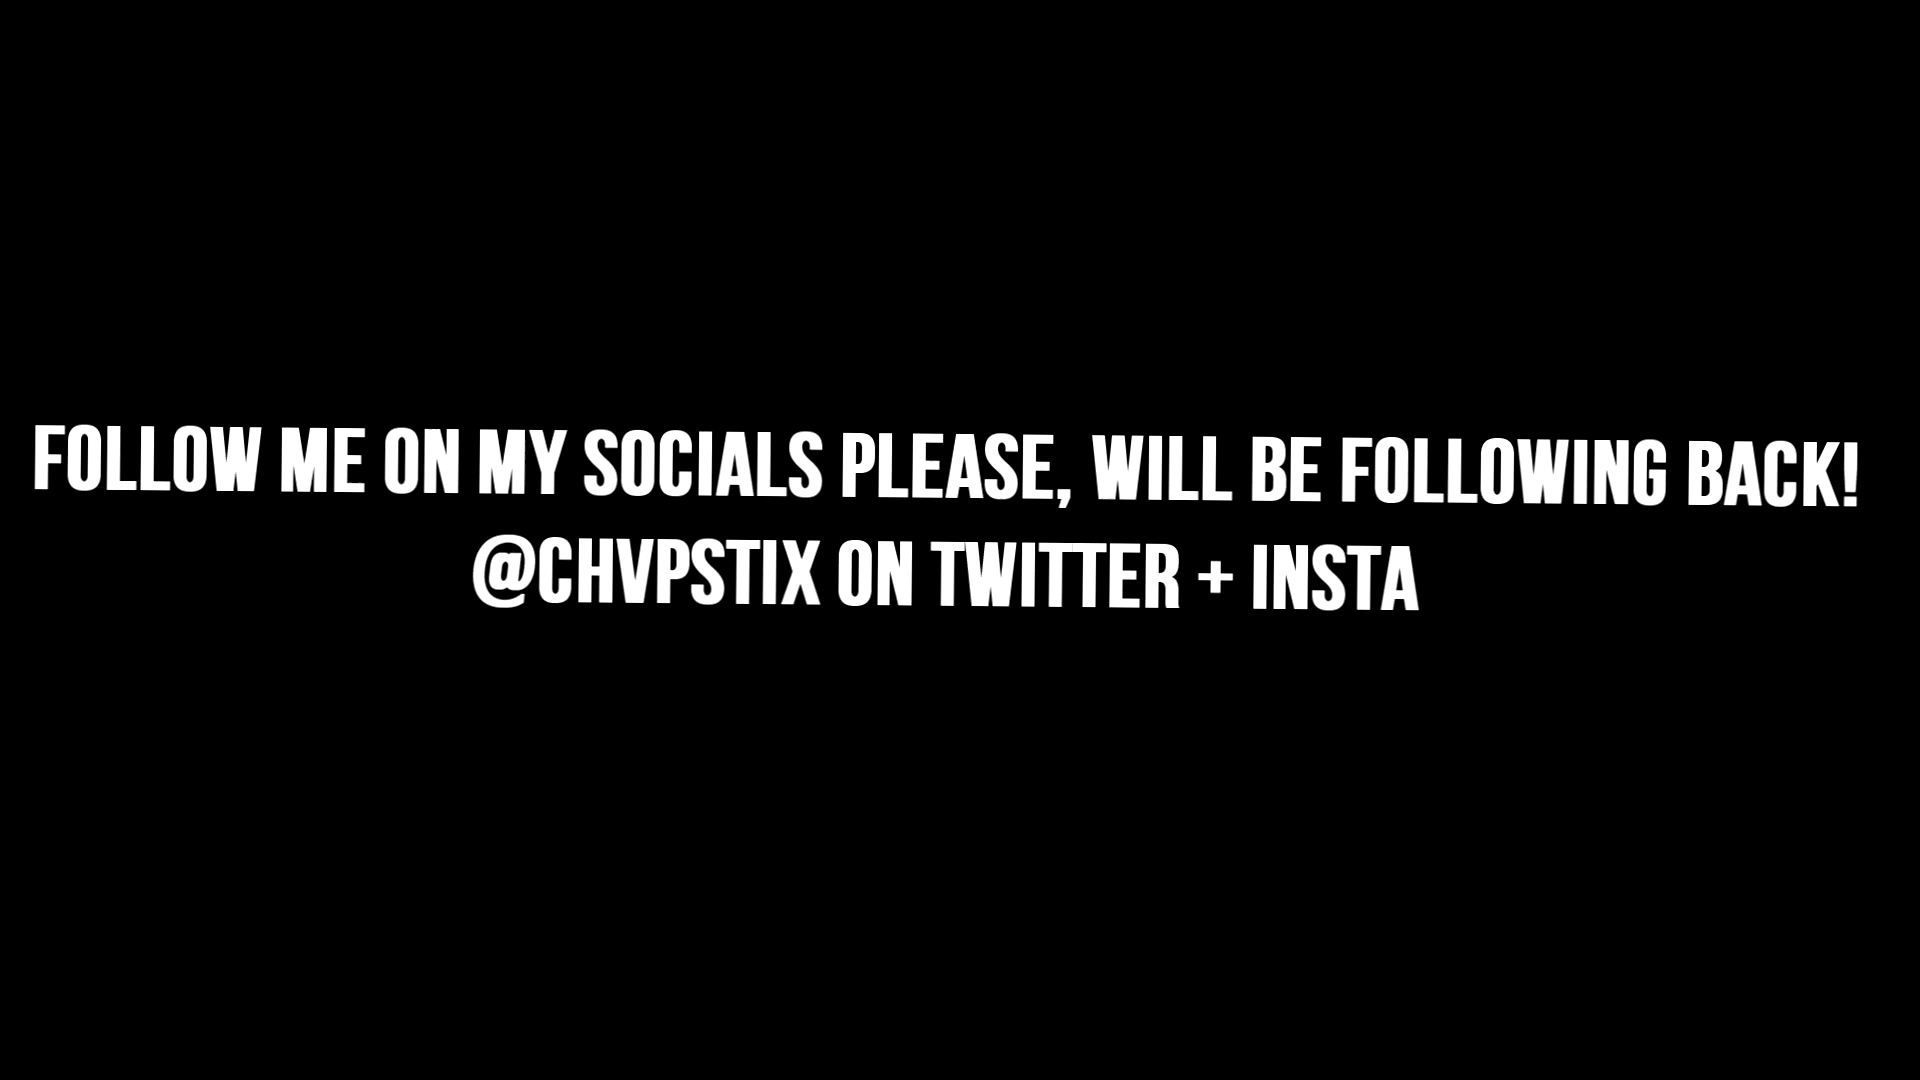 FOLLOW ME ON MY SOCIALS PLEASE, WILL BE FOLLOWING BACK!
@CHVPSTIX ON TWITTER + INSTA